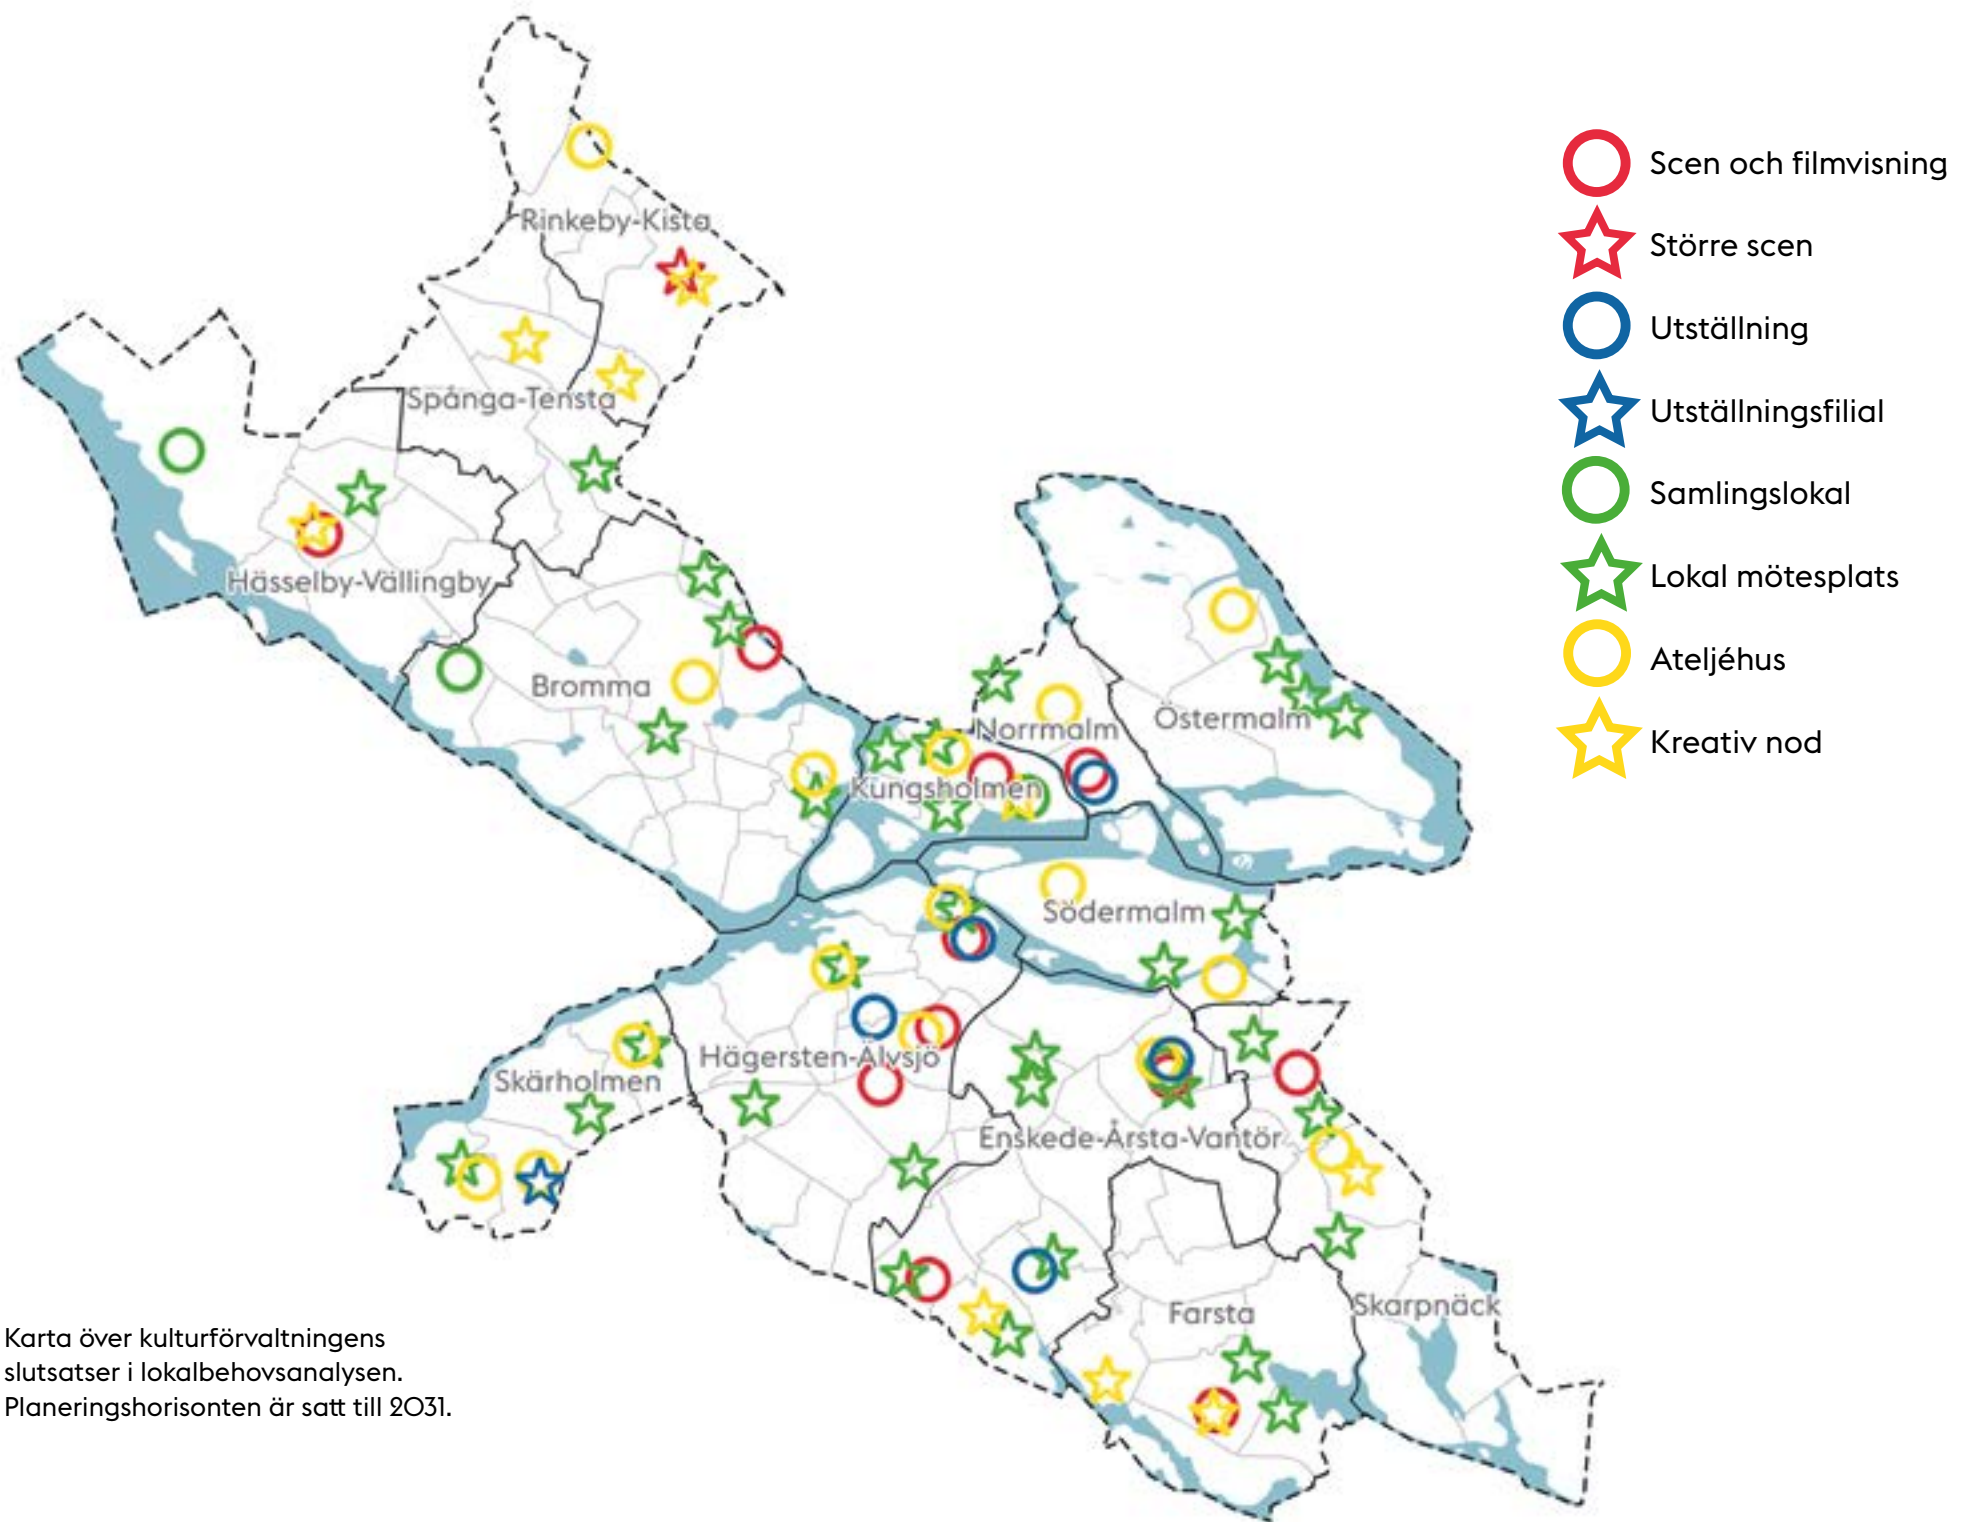 Rinkeby-Kista
Spånga-Tensta
Hässelby-Vällingby
Bromma
Norrmalm
Östermalm
Kungsholmen
Södermalm
Hägersten-Älvsjö
Skärholmen
Enskede-Årsta-Vantör
Farsta
Skarpnäck
Scen och filmvisning
Större scen
Utställning
Utställningsfilial
Samlingslokal
Lokal mötesplats
Ateljéhus
Kreativ nod
Karta över kulturförvaltningens
slutsatser i lokalbehovsanalysen.
Planeringshorisonten är satt till 2031.